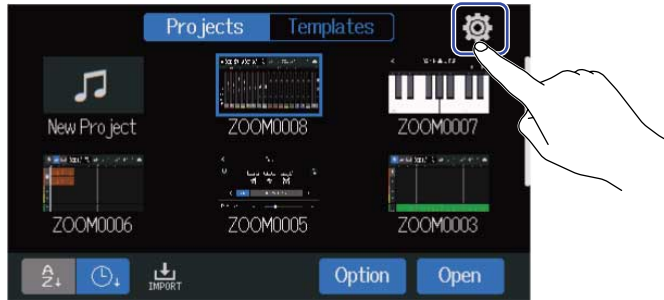 Projects Templates
New Project ZOOM0008 ZOOM0007
ZOOM0006 ZOOM0005 ZOOM0003
A
Z↓ IMPORT Option Open